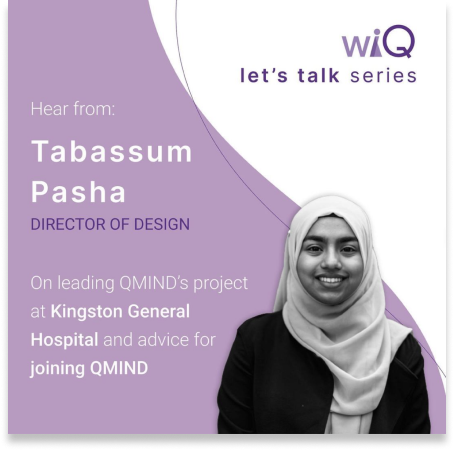 wiQ
let's talk series
Hear from:
Tabassum
Pasha
DIRECTOR OF DESIGN
On leading QMIND's project
at Kingston General
Hospital and advice for
joining QMIND